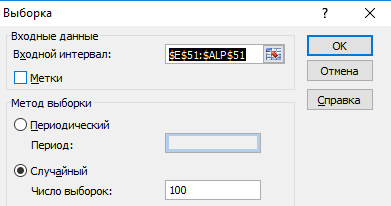 Выборка
Входные данные
Входной интервал: $E$51:$ALP$51
Метки
OK
Отмена
Справка
Метод выборки
Периодический
Период:
Случайный
Число выборок: 100